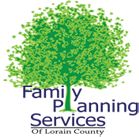 Family Planning
Services
Of Lorain County